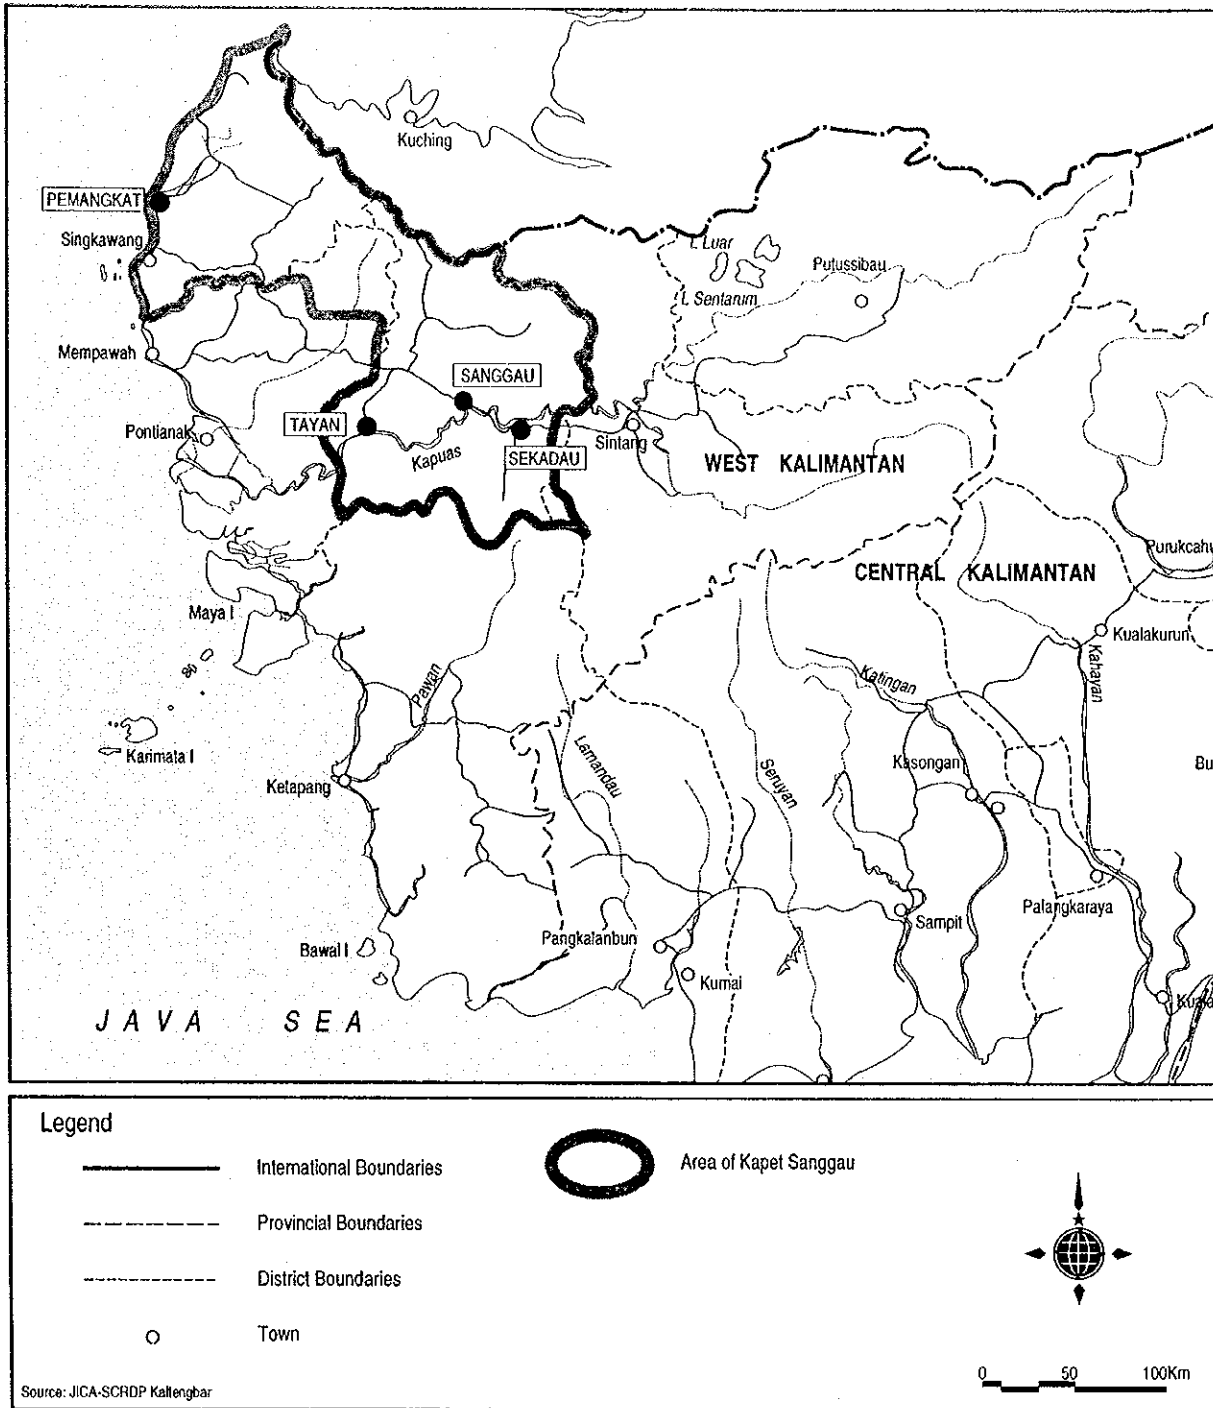 Kuching
PEMANGKAT
Singkawang
L Luar
Putussibau
L Sentarum
Mempawah
SANGGAU
TAYAN
Pontianak
Kapuas
SEKADAU
Sintang
WEST KALIMANTAN
Purukcahu
CENTRAL KALIMANTAN
Maya I
Kualakurun
Kahayan
Katingan
Pawan
Karimata I
Lamandau
Seruyan
Kasongan
Bu
Ketapang
Palangkaraya
Sampit
Pangkalanbun
Bawal I
Kumai
Kuala
JAVA SEA
Legend
International Boundaries
Area of Kapet Sanggau
Provincial Boundaries
District Boundaries
Town
0 50 100Km
Source: JICA-SCRDP Kaltengbar